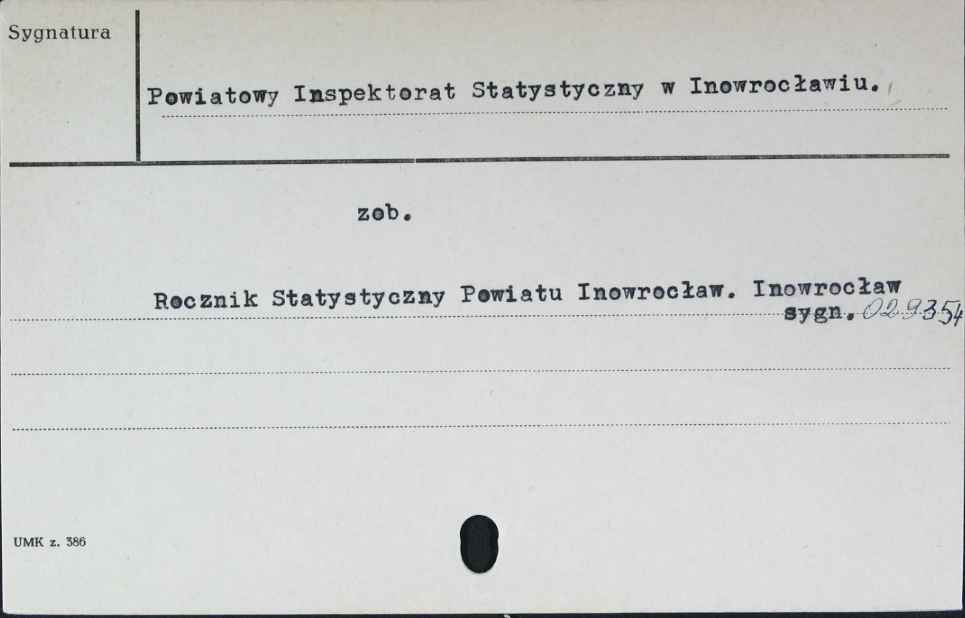 Sygnatura
Powiatowy Inspektorat Statystyczny w Inowrocławiu.
zob.
Rocznik Statystyczny Powiatu Inowrocław. Inowrocław
sygn. 029354
UMK z. 386